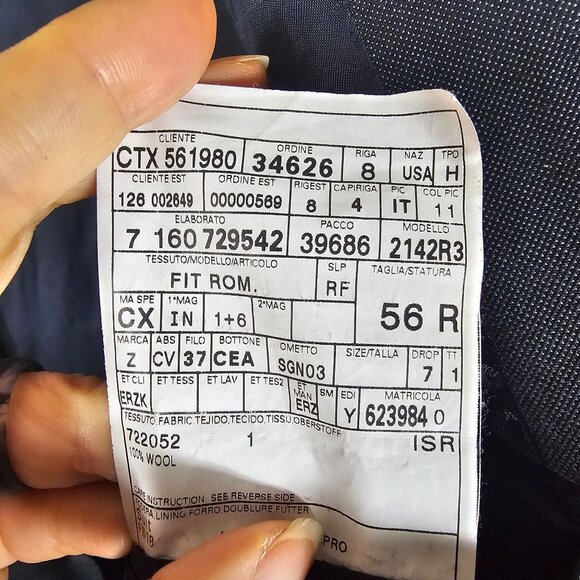 CLIENTE ORDINE RIGA NAZ TPO
CTX 561980 34626 8 USA H
CLIENTE EST ORDINE EST RIGEST CAPIRIGA PIC COL PIC
126 002649 00000569 8 4 IT 11
ELABORATO PACCO MODELLO
7 160 729542 39686 2142R3
TESSUTO/MODELLO/ARTICOLO SLP TAGLIA/STATURA
FIT ROM. RF 56 R
MA SPE 1*MAG 2*MAG
CX IN 1+6
MARCA ABS FILO BOTTONE OMETTO SIZE/TALLA DROP TT
Z CV 37 CEA SGN03 7 1
ET CLI ET TESS ET LAV ET TES2 ET MAN SM EDI MATRICOLA
ERZK ERZ Y 623984 0
TESSUTO,FABRIC,TEJIDO,TECIDO,TISSU,OBERSTOFF
722052 1 ISR
100% WOOL
CARE INSTRUCTION. SEE REVERSE SIDE
LINING,FORRO,DOUBLURE,FUTTER
PRO